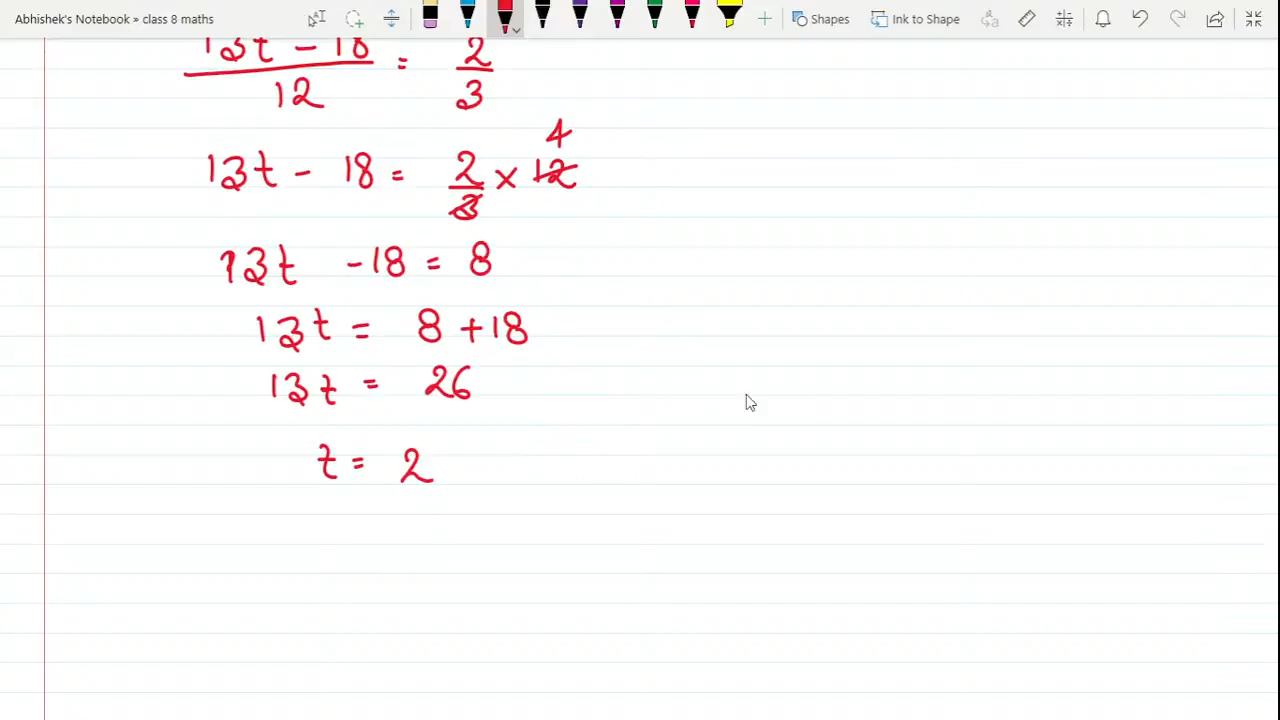 Abhishek's Notebook » class 8 maths
Shapes
Ink to Shape
13t - 18 / 12 = 2 / 3
13t - 18 = 2 / 3 × 12 4
13t - 18 = 8
13t = 8 + 18
13t = 26
t = 2